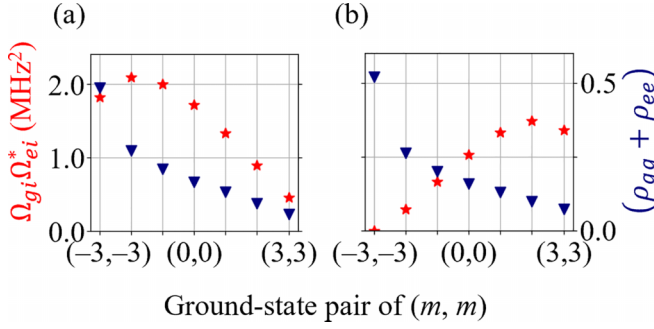 (a)
(b)
Ω_{gi}Ω^*_{ei} (MHz²)
2.0
1.0
0.0
(−3,−3)
(0,0)
(3,3)
(−3,−3)
(0,0)
(3,3)
0.5
0.0
(ρ_{gg} + ρ_{ee})
Ground-state pair of (m, m)